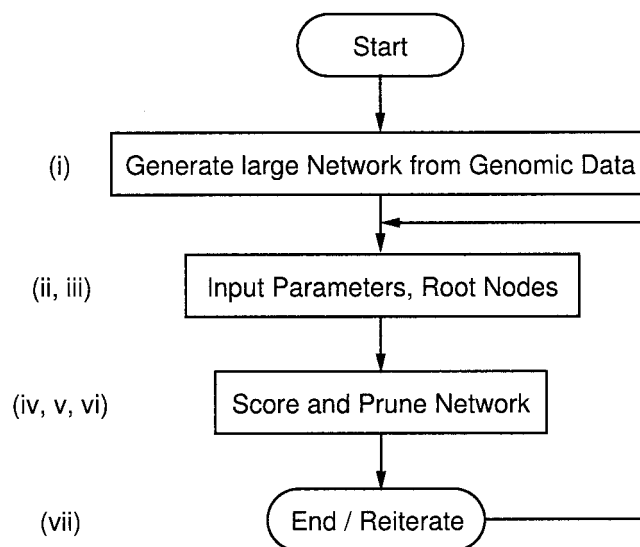 Start
(i) Generate large Network from Genomic Data
(ii, iii) Input Parameters, Root Nodes
(iv, v, vi) Score and Prune Network
(vii) End / Reiterate